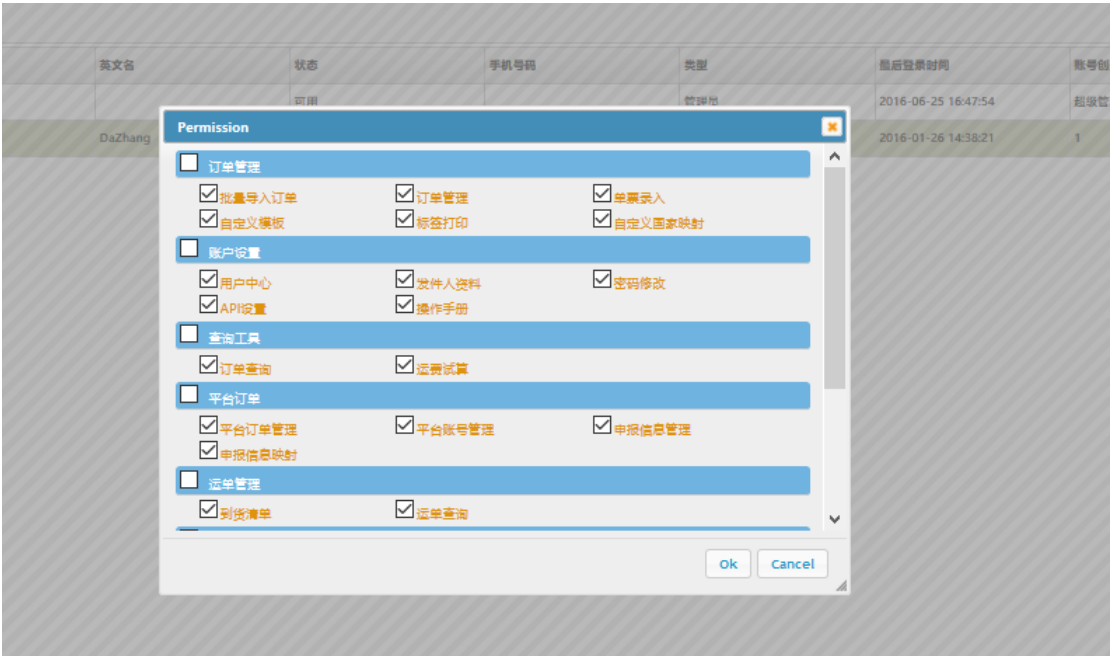 英文名 状态 手机号码 类型 最后登录时间 账号创
可用 管理员 2016-06-25 16:47:54 超级管
DaZhang 2016-01-26 14:38:21 1
Permission
订单管理
批量导入订单 订单管理 单票录入
自定义模板 标签打印 自定义国家映射
账户设置
用户中心 发件人资料 密码修改
API设置 操作手册
查询工具
订单查询 运费试算
平台订单
平台订单管理 平台账号管理 申报信息管理
申报信息映射
运单管理
到货清单 运单查询
Ok Cancel